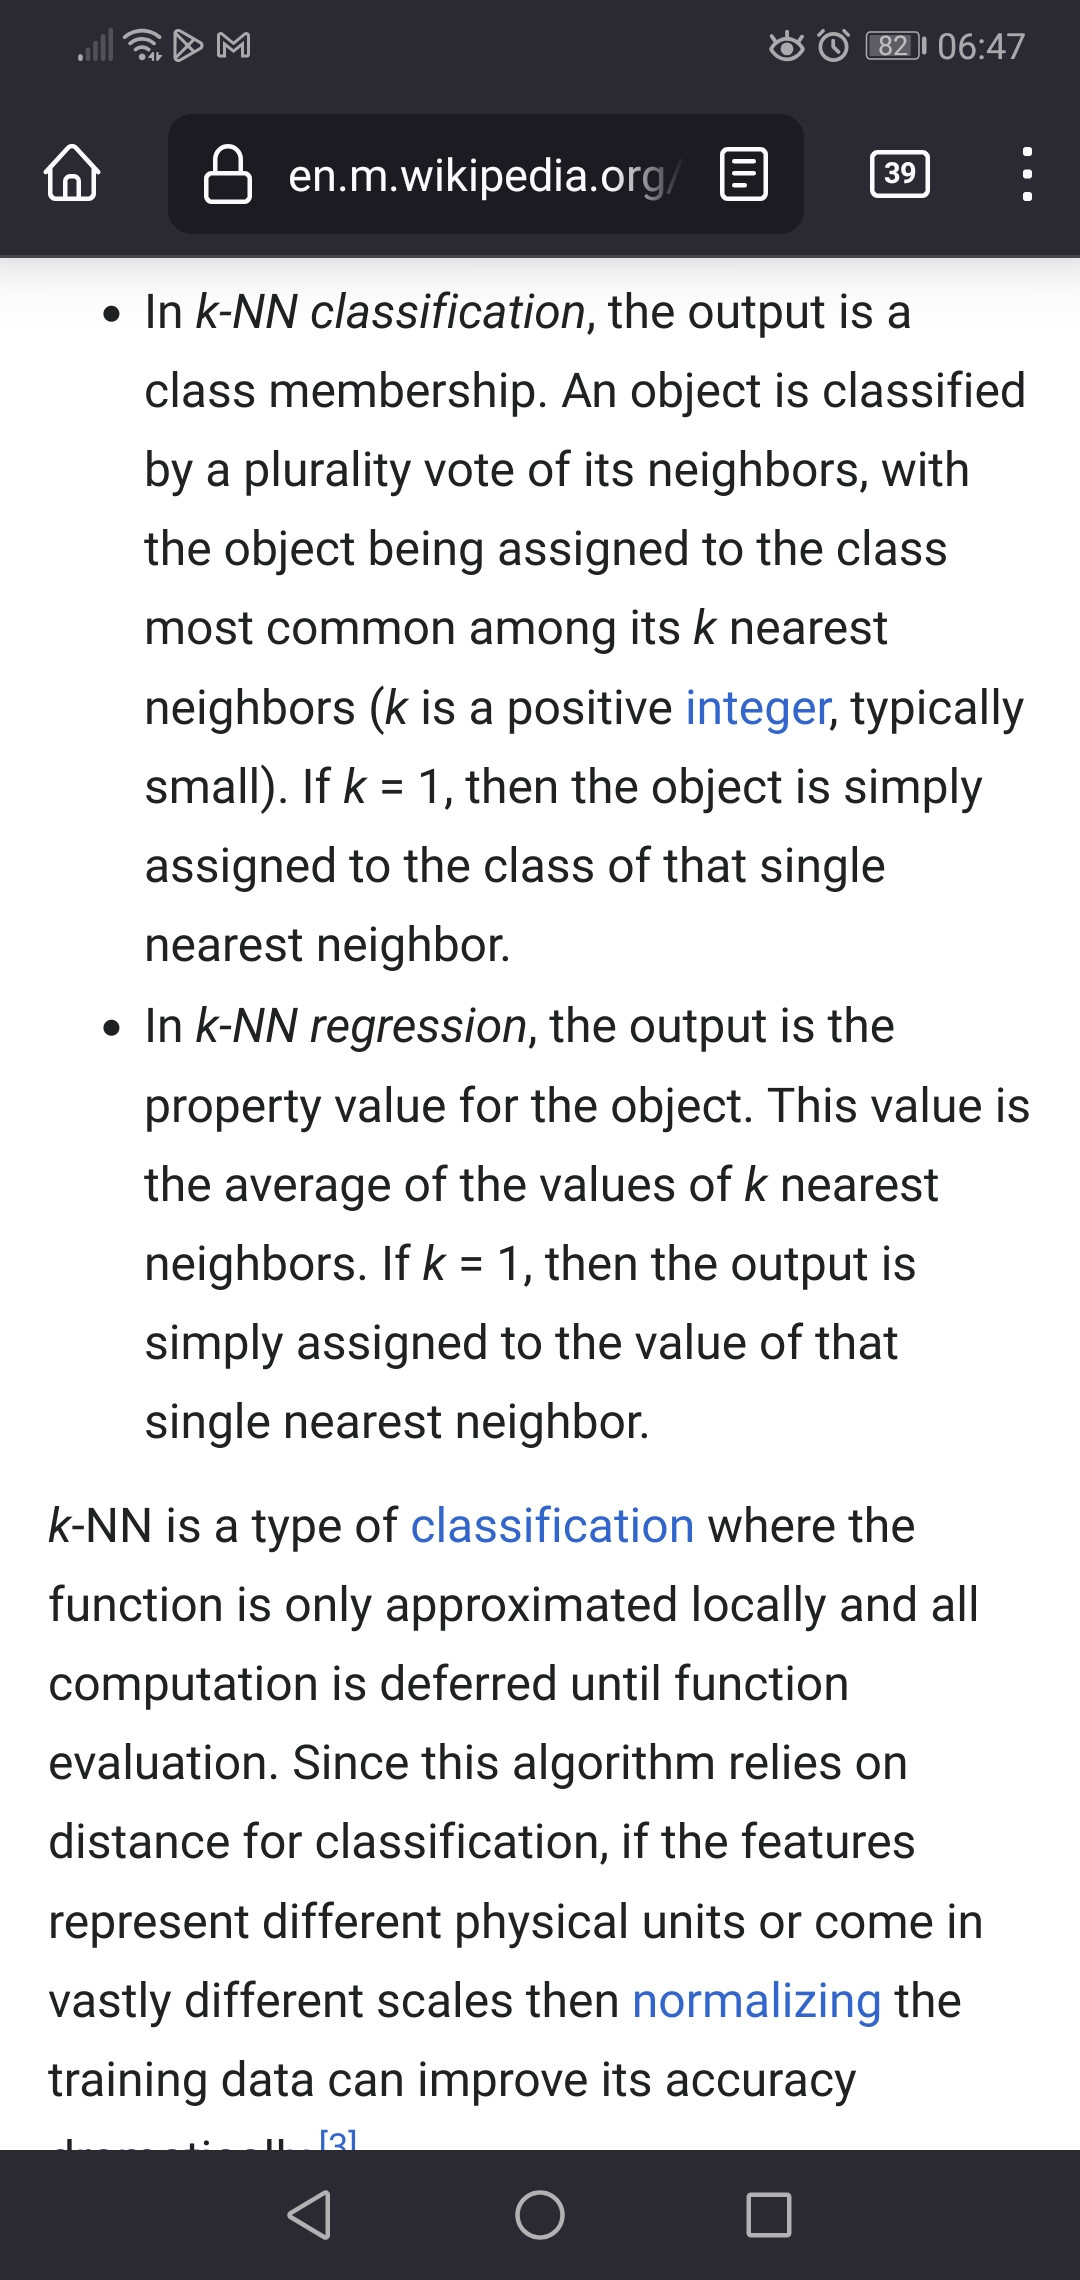 82 06:47
en.m.wikipedia.org/ 39
• In k-NN classification, the output is a
class membership. An object is classified
by a plurality vote of its neighbors, with
the object being assigned to the class
most common among its k nearest
neighbors (k is a positive integer, typically
small). If k = 1, then the object is simply
assigned to the class of that single
nearest neighbor.
• In k-NN regression, the output is the
property value for the object. This value is
the average of the values of k nearest
neighbors. If k = 1, then the output is
simply assigned to the value of that
single nearest neighbor.
k-NN is a type of classification where the
function is only approximated locally and all
computation is deferred until function
evaluation. Since this algorithm relies on
distance for classification, if the features
represent different physical units or come in
vastly different scales then normalizing the
training data can improve its accuracy
dramatically.[3]